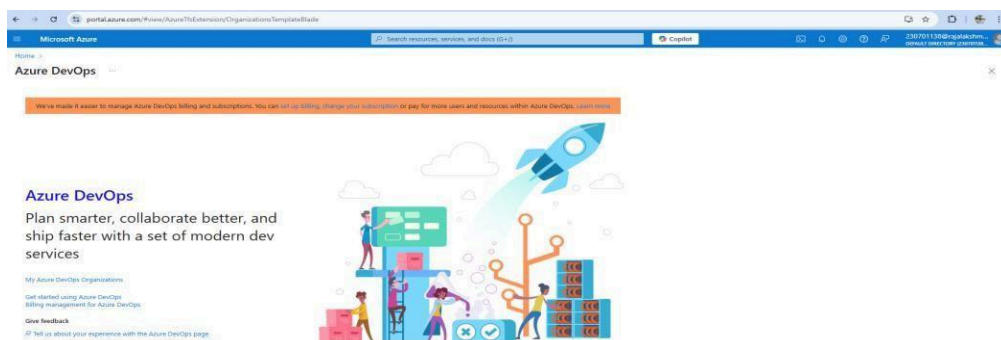 portal.azure.com/#view/AzureTfsExtension/OrganizationsTemplateBlade
Microsoft Azure
Search resources, services, and docs (G+/)
Copilot
230701138@rajalakshm...
DEFAULT DIRECTORY
Home >
Azure DevOps ...
We've made it easier to manage Azure DevOps billing and subscriptions. You can set up billing, change your subscription or pay for more users and resources within Azure DevOps. Learn more
Azure DevOps
Plan smarter, collaborate better, and
ship faster with a set of modern dev
services
My Azure DevOps Organizations
Get started using Azure DevOps
Billing management for Azure DevOps
Give feedback
Tell us about your experience with the Azure DevOps page